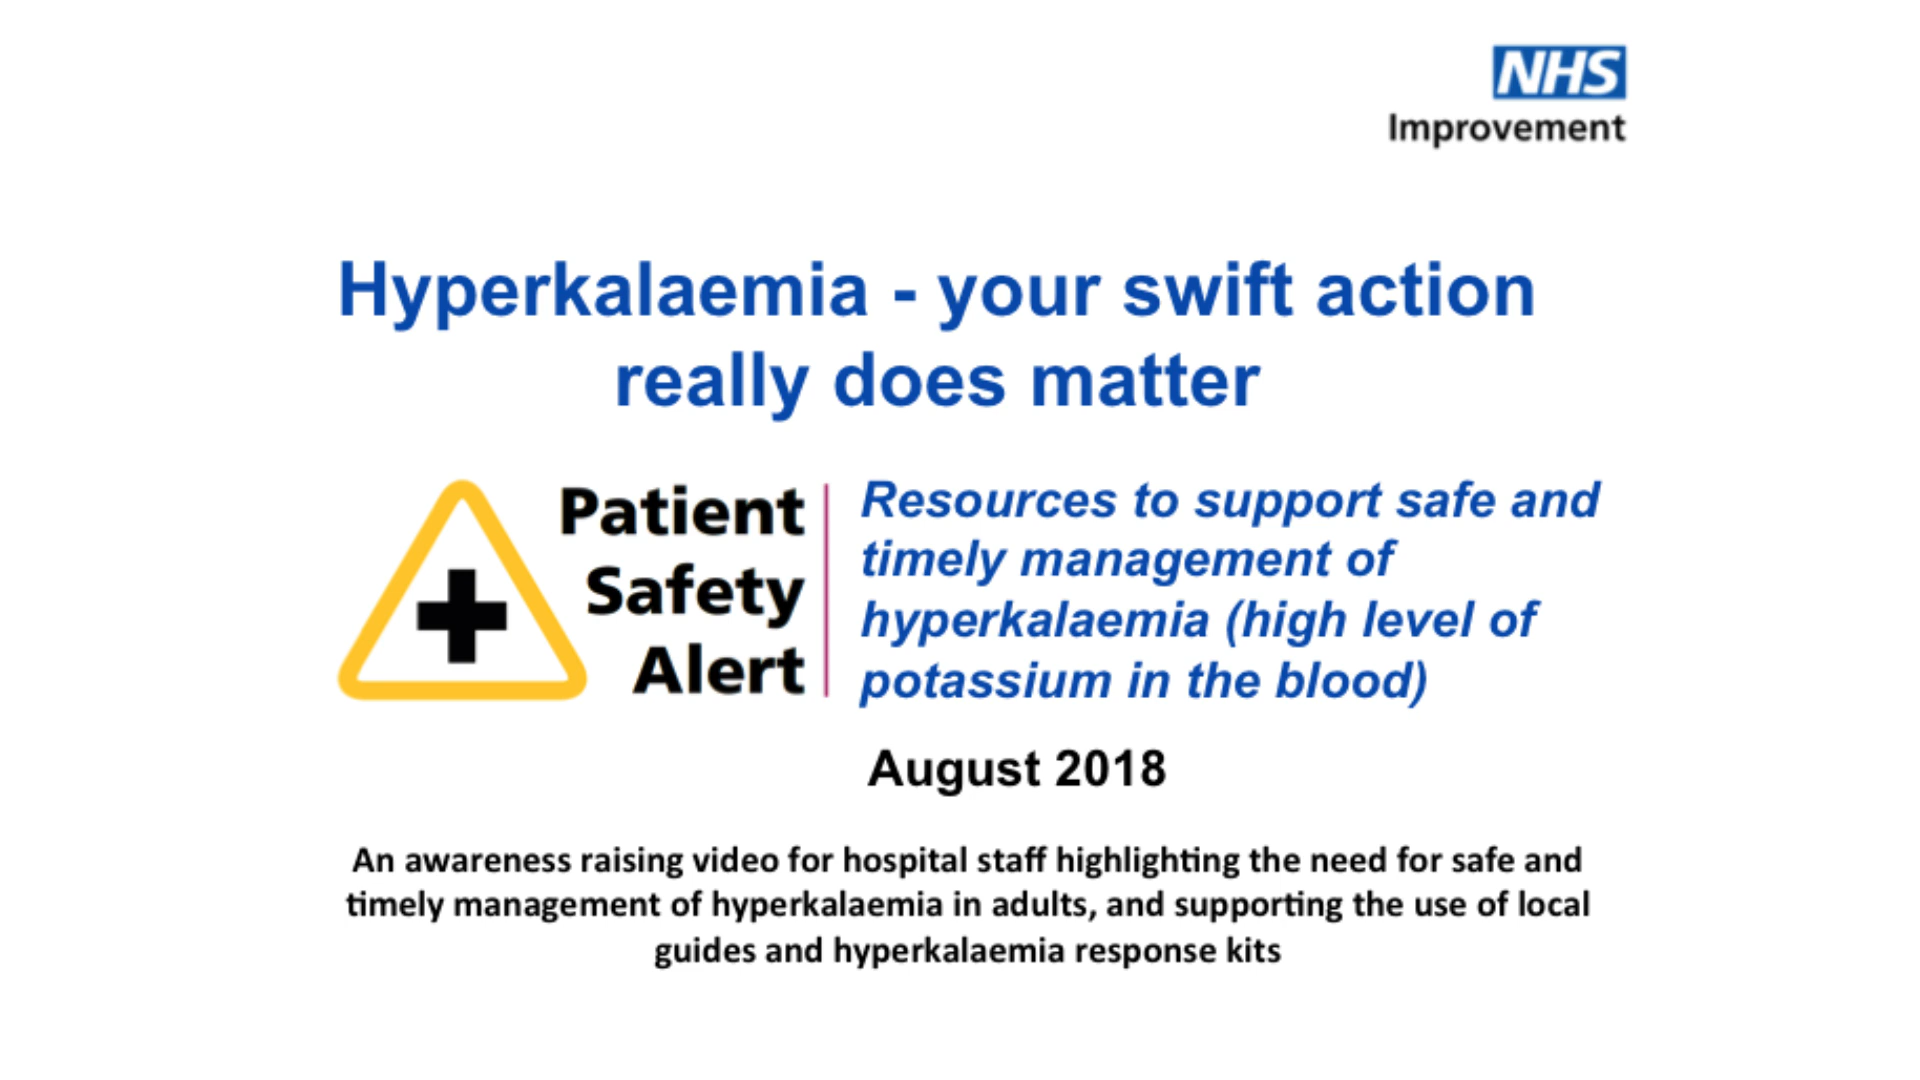 NHS
Improvement
Hyperkalaemia - your swift action
really does matter
Patient
Safety
Alert
Resources to support safe and
timely management of
hyperkalaemia (high level of
potassium in the blood)
August 2018
An awareness raising video for hospital staff highlighting the need for safe and
timely management of hyperkalaemia in adults, and supporting the use of local
guides and hyperkalaemia response kits